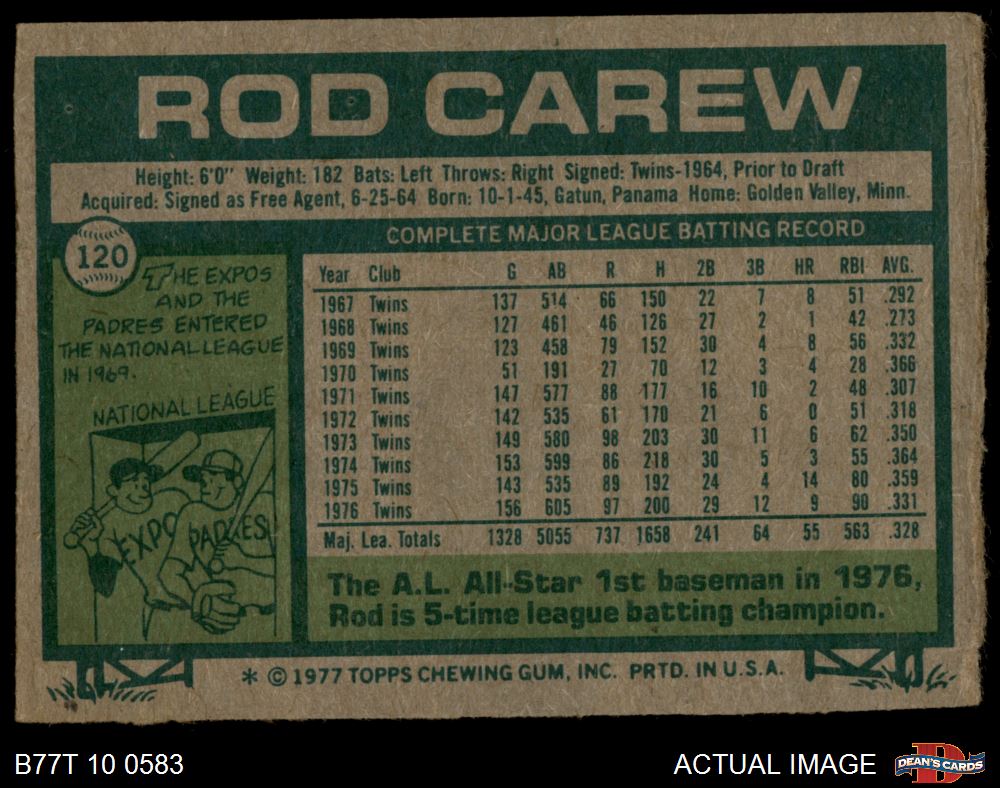 ROD CAREW
Height: 6'0" Weight: 182 Bats: Left Throws: Right Signed: Twins-1964, Prior to Draft
Acquired: Signed as Free Agent, 6-25-64 Born: 10-1-45, Gatun, Panama Home: Golden Valley, Minn.
120
THE EXPOS
AND THE
PADRES ENTERED
THE NATIONAL LEAGUE
IN 1969.
NATIONAL LEAGUE
EXPO
PADRES
COMPLETE MAJOR LEAGUE BATTING RECORD
Year Club G AB R H 2B 3B HR RBI AVG.
1967 Twins 137 514 66 150 22 7 8 51 .292
1968 Twins 127 461 46 126 27 2 1 42 .273
1969 Twins 123 458 79 152 30 4 8 56 .332
1970 Twins 51 191 27 70 12 3 4 28 .366
1971 Twins 147 577 88 177 16 10 2 48 .307
1972 Twins 142 535 61 170 21 6 0 51 .318
1973 Twins 149 580 98 203 30 11 6 62 .350
1974 Twins 153 599 86 218 30 5 3 55 .364
1975 Twins 143 535 89 192 24 4 14 80 .359
1976 Twins 156 605 97 200 29 12 9 90 .331
Maj. Lea. Totals 1328 5055 737 1658 241 64 55 563 .328
The A.L. All-Star 1st baseman in 1976,
Rod is 5-time league batting champion.
* © 1977 TOPPS CHEWING GUM, INC. PRTD. IN U.S.A.
B77T 10 0583
ACTUAL IMAGE
DEAN'S CARDS